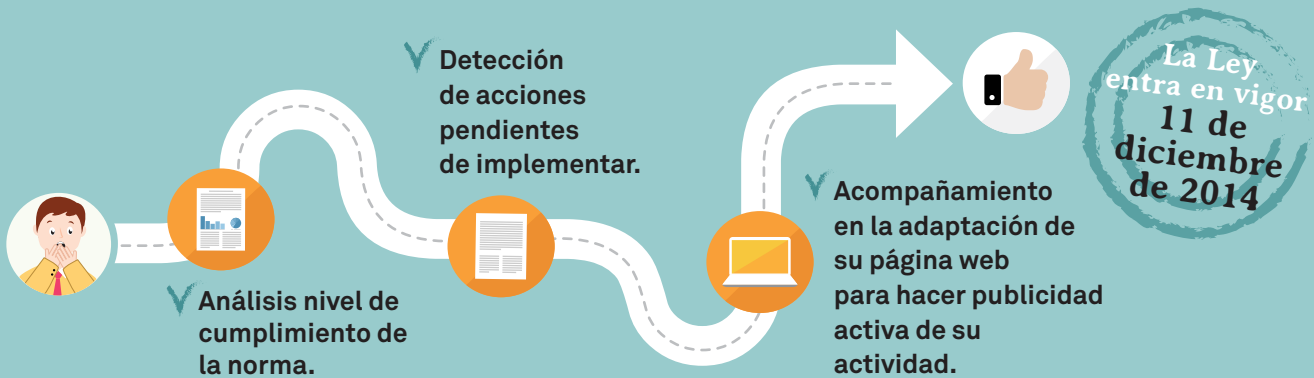 Análisis nivel de
cumplimiento de
la norma.
Detección
de acciones
pendientes
de implementar.
Acompañamiento
en la adaptación de
su página web
para hacer publicidad
activa de su
actividad.
La Ley
entra en vigor
11 de
diciembre
de 2014